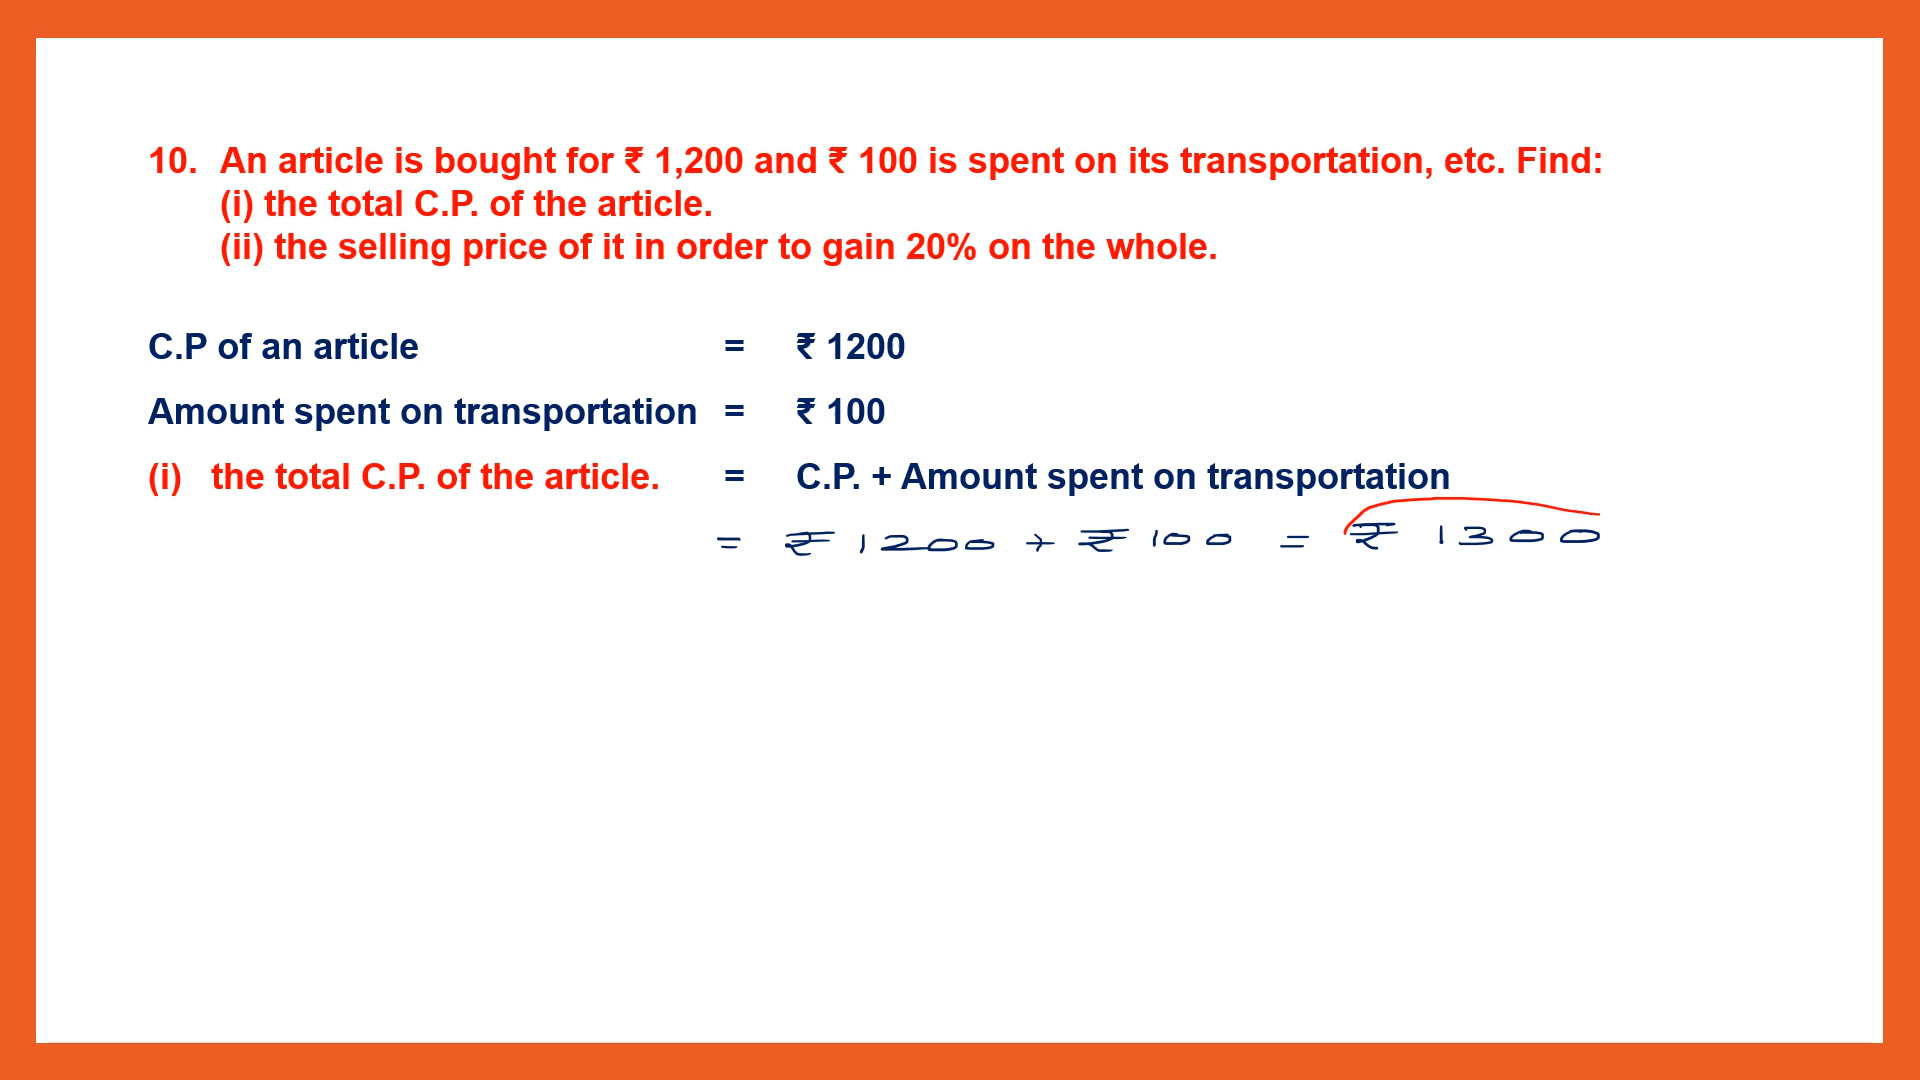 10. An article is bought for ₹ 1,200 and ₹ 100 is spent on its transportation, etc. Find:
(i) the total C.P. of the article.
(ii) the selling price of it in order to gain 20% on the whole.
C.P of an article = ₹ 1200
Amount spent on transportation = ₹ 100
(i) the total C.P. of the article. = C.P. + Amount spent on transportation
= ₹ 1200 + ₹ 100 = ₹ 1300